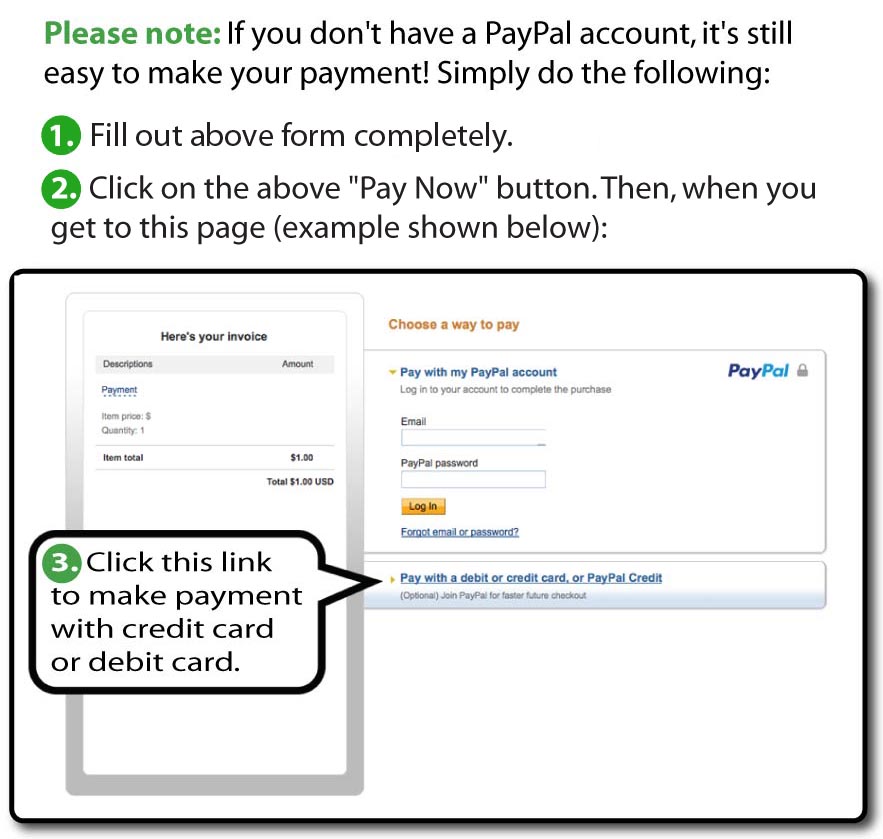 Please note: If you don't have a PayPal account, it's still
easy to make your payment! Simply do the following:
1. Fill out above form completely.
2. Click on the above "Pay Now" button. Then, when you
get to this page (example shown below):
Here's your invoice
Descriptions Amount
Payment
Item price: $
Quantity: 1
Item total $1.00
Total $1.00 USD
Choose a way to pay
Pay with my PayPal account
PayPal
Log in to your account to complete the purchase
Email
PayPal password
Log In
Forgot email or password?
3. Click this link
to make payment
with credit card
or debit card.
Pay with a debit or credit card, or PayPal Credit
(Optional) Join PayPal for faster future checkout